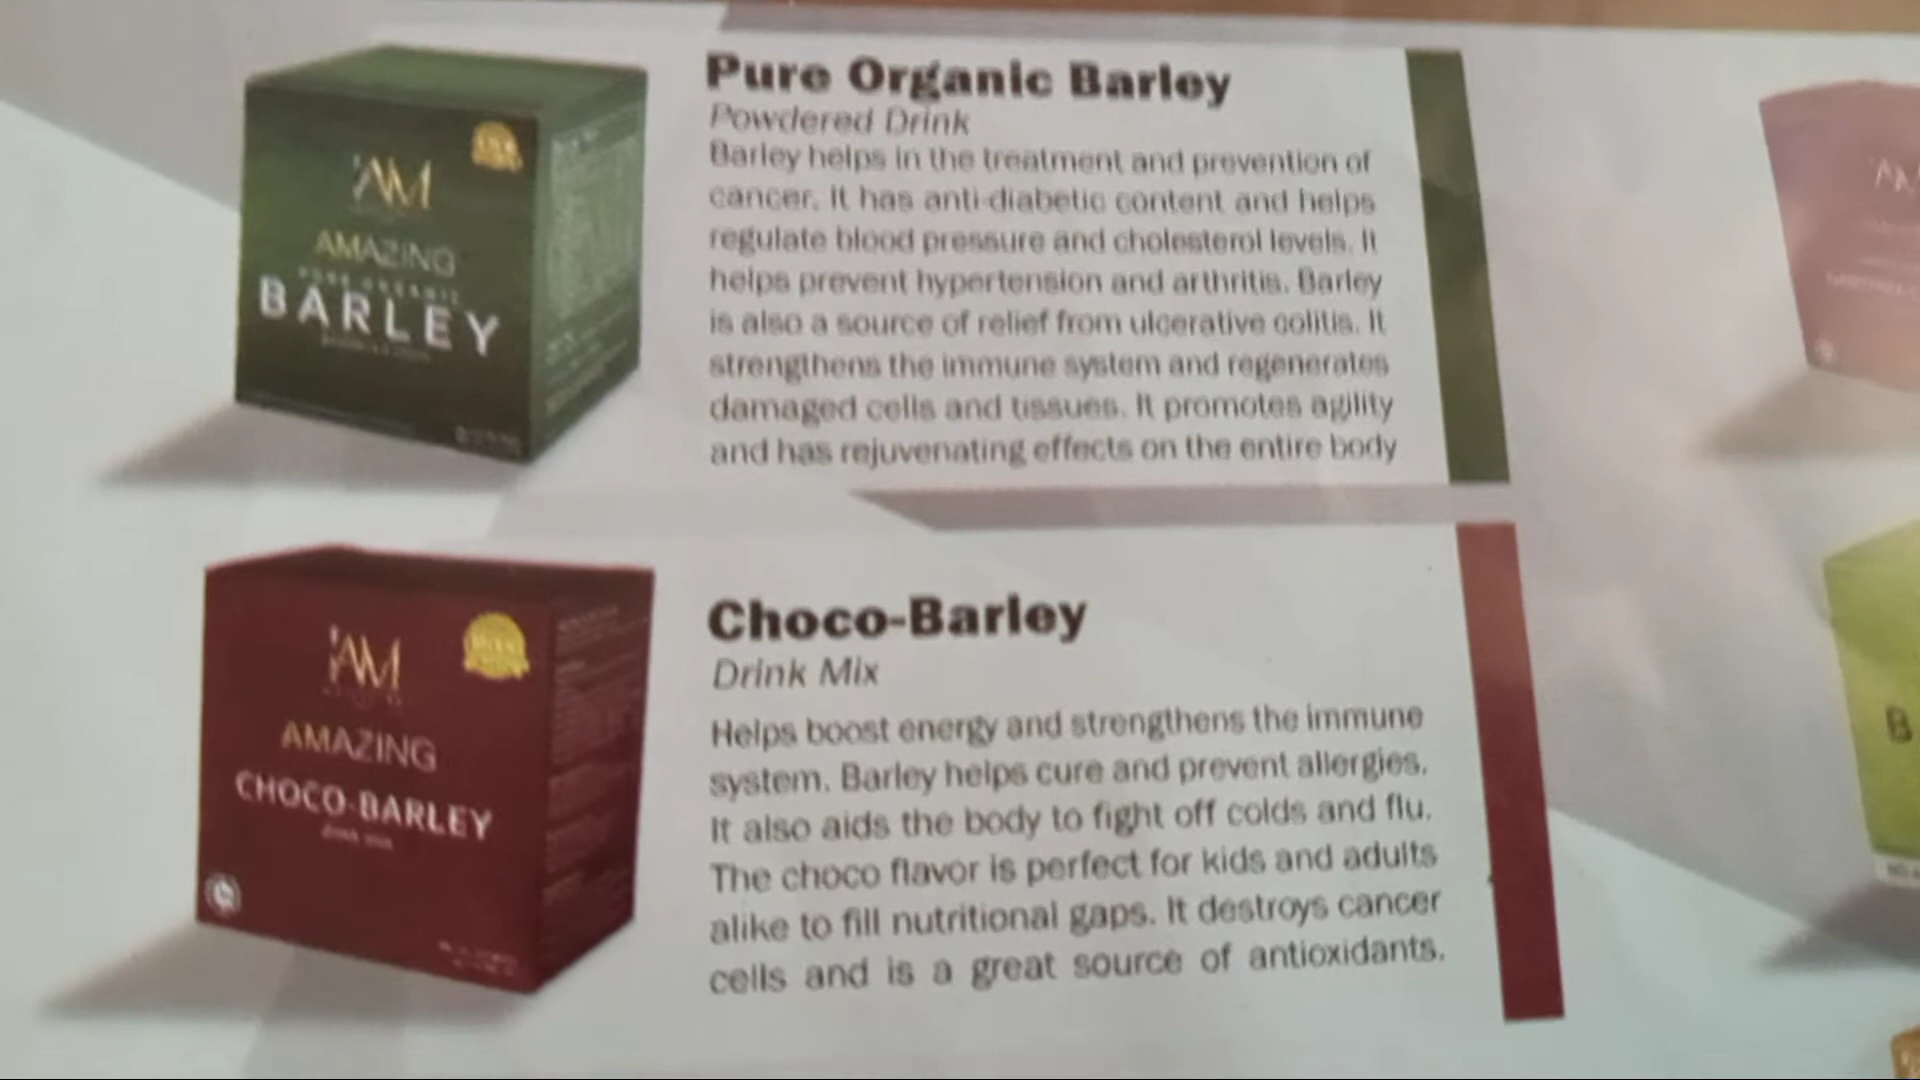 Pure Organic Barley
Powdered Drink
Barley helps in the treatment and prevention of
cancer. It has anti-diabetic content and helps
regulate blood pressure and cholesterol levels. It
helps prevent hypertension and arthritis. Barley
is also a source of relief from ulcerative colitis. It
strengthens the immune system and regenerates
damaged cells and tissues. It promotes agility
and has rejuvenating effects on the entire body
AM
AMAZING
PURE ORGANIC
BARLEY
Choco-Barley
Drink Mix
Helps boost energy and strengthens the immune
system. Barley helps cure and prevent allergies.
It also aids the body to fight off colds and flu.
The choco flavor is perfect for kids and adults
alike to fill nutritional gaps. It destroys cancer
cells and is a great source of antioxidants.
AM
AMAZING
CHOCO-BARLEY
drink mix
AM
B